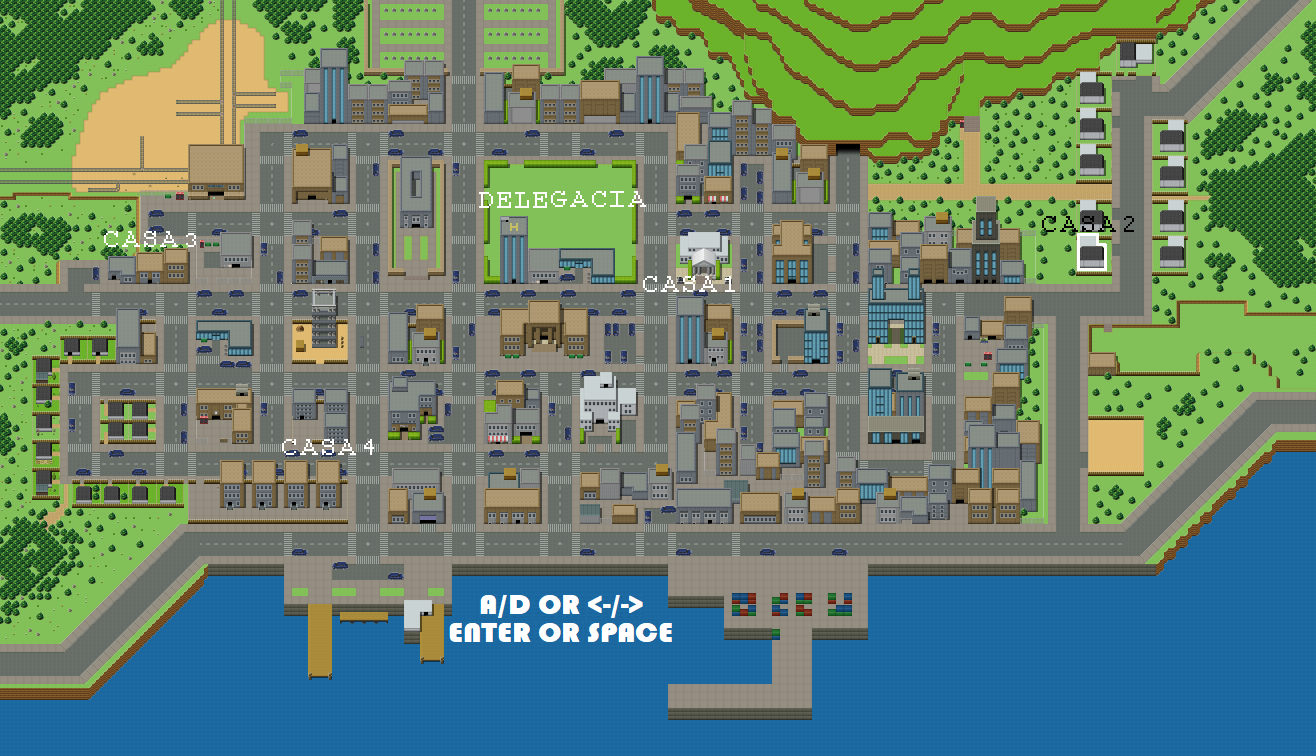 DELEGACIA
CASA 2
CASA 3
CASA 1
CASA 4
A/D OR <-/->
ENTER OR SPACE
H